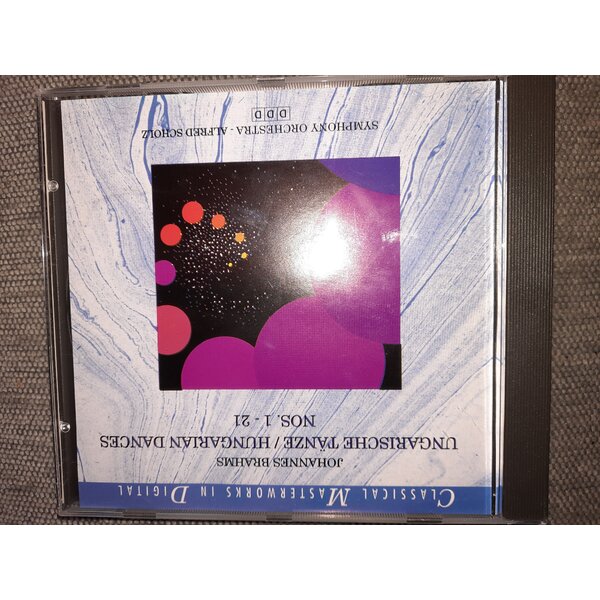 CLASSICAL MASTERWORKS IN DIGITAL
JOHANNES BRAHMS
UNGARISCHE TÄNZE / HUNGARIAN DANCES
NOS. 1 - 21
SYMPHONY ORCHESTRA - ALFRED SCHOLZ
DDD